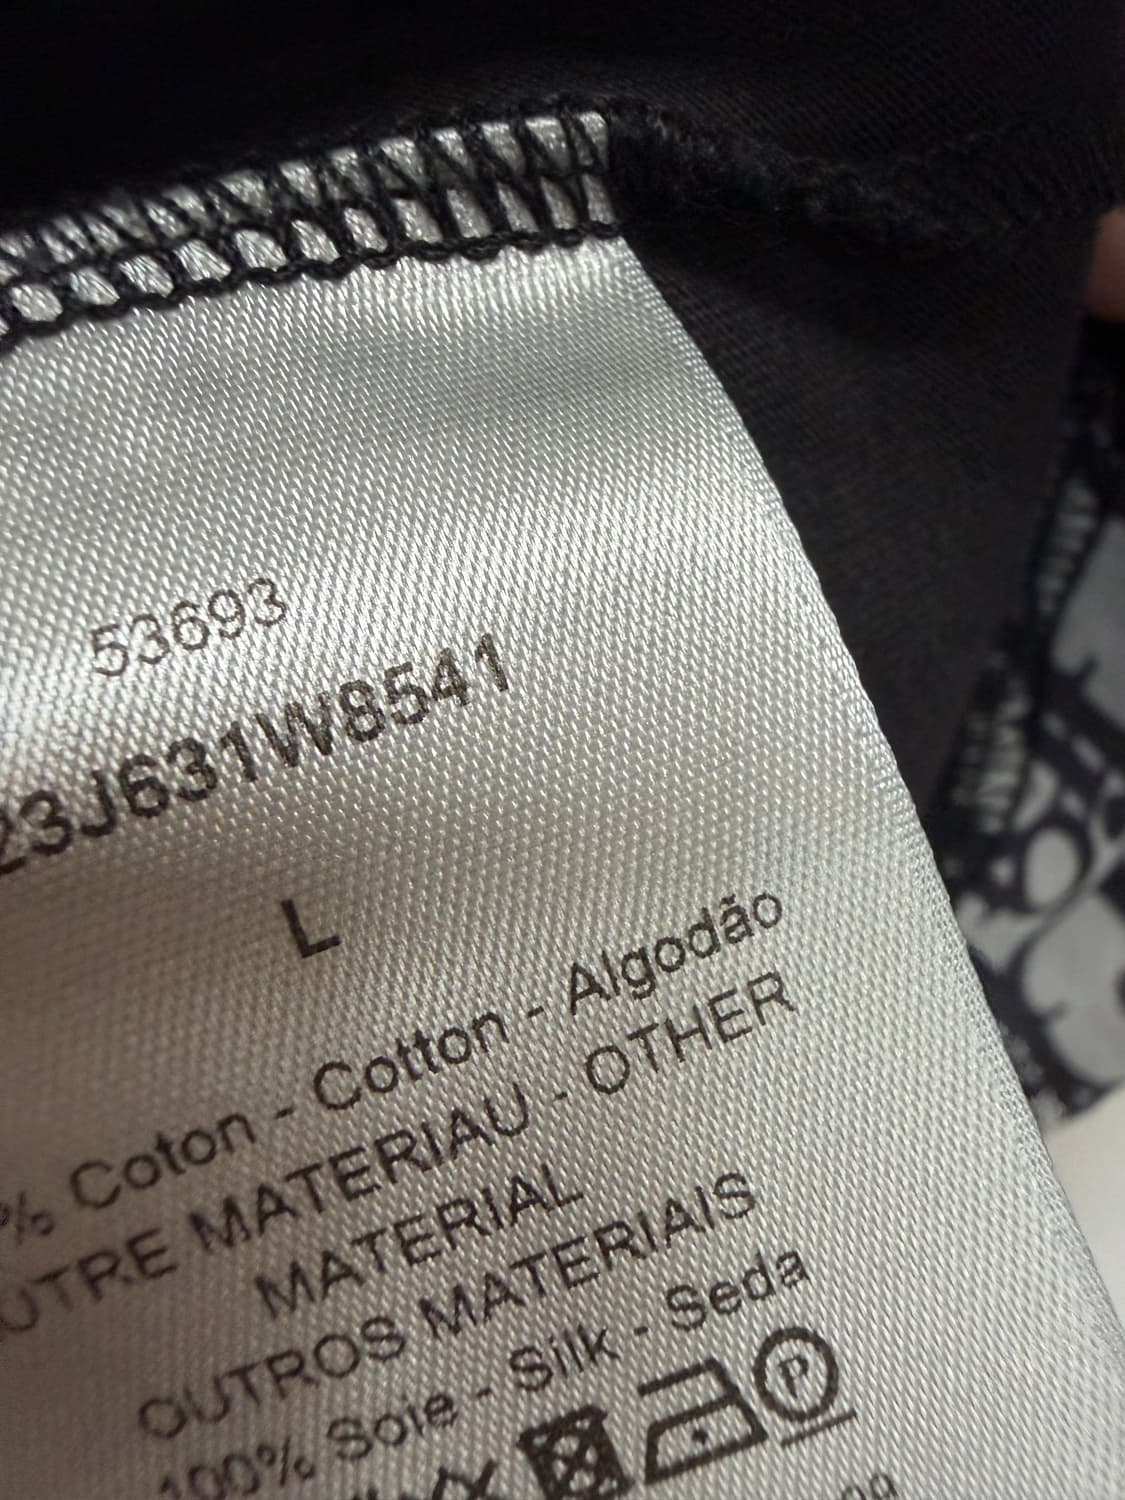 53693
23J631W8541
L
% Coton - Cotton - Algodão
UTRE MATERIAU - OTHER
MATERIAL
OUTROS MATERIAIS
100% Soie - Silk - Seda
P